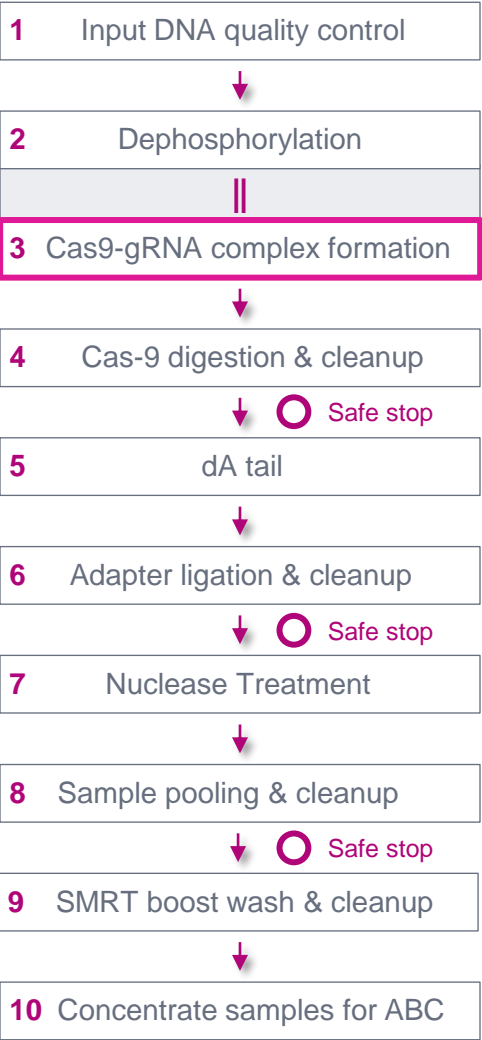 1 Input DNA quality control
2 Dephosphorylation
3 Cas9-gRNA complex formation
4 Cas-9 digestion & cleanup
Safe stop
5 dA tail
6 Adapter ligation & cleanup
Safe stop
7 Nuclease Treatment
8 Sample pooling & cleanup
Safe stop
9 SMRT boost wash & cleanup
10 Concentrate samples for ABC